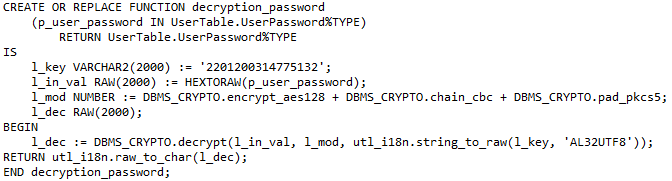 CREATE OR REPLACE FUNCTION decryption_password
(p_user_password IN UserTable.UserPassword%TYPE)
RETURN UserTable.UserPassword%TYPE
IS
l_key VARCHAR2(2000) := '2201200314775132';
l_in_val RAW(2000) := HEXTORAW(p_user_password);
l_mod NUMBER := DBMS_CRYPTO.encrypt_aes128 + DBMS_CRYPTO.chain_cbc + DBMS_CRYPTO.pad_pkcs5;
l_dec RAW(2000);
BEGIN
l_dec := DBMS_CRYPTO.decrypt(l_in_val, l_mod, utl_i18n.string_to_raw(l_key, 'AL32UTF8'));
RETURN utl_i18n.raw_to_char(l_dec);
END decryption_password;